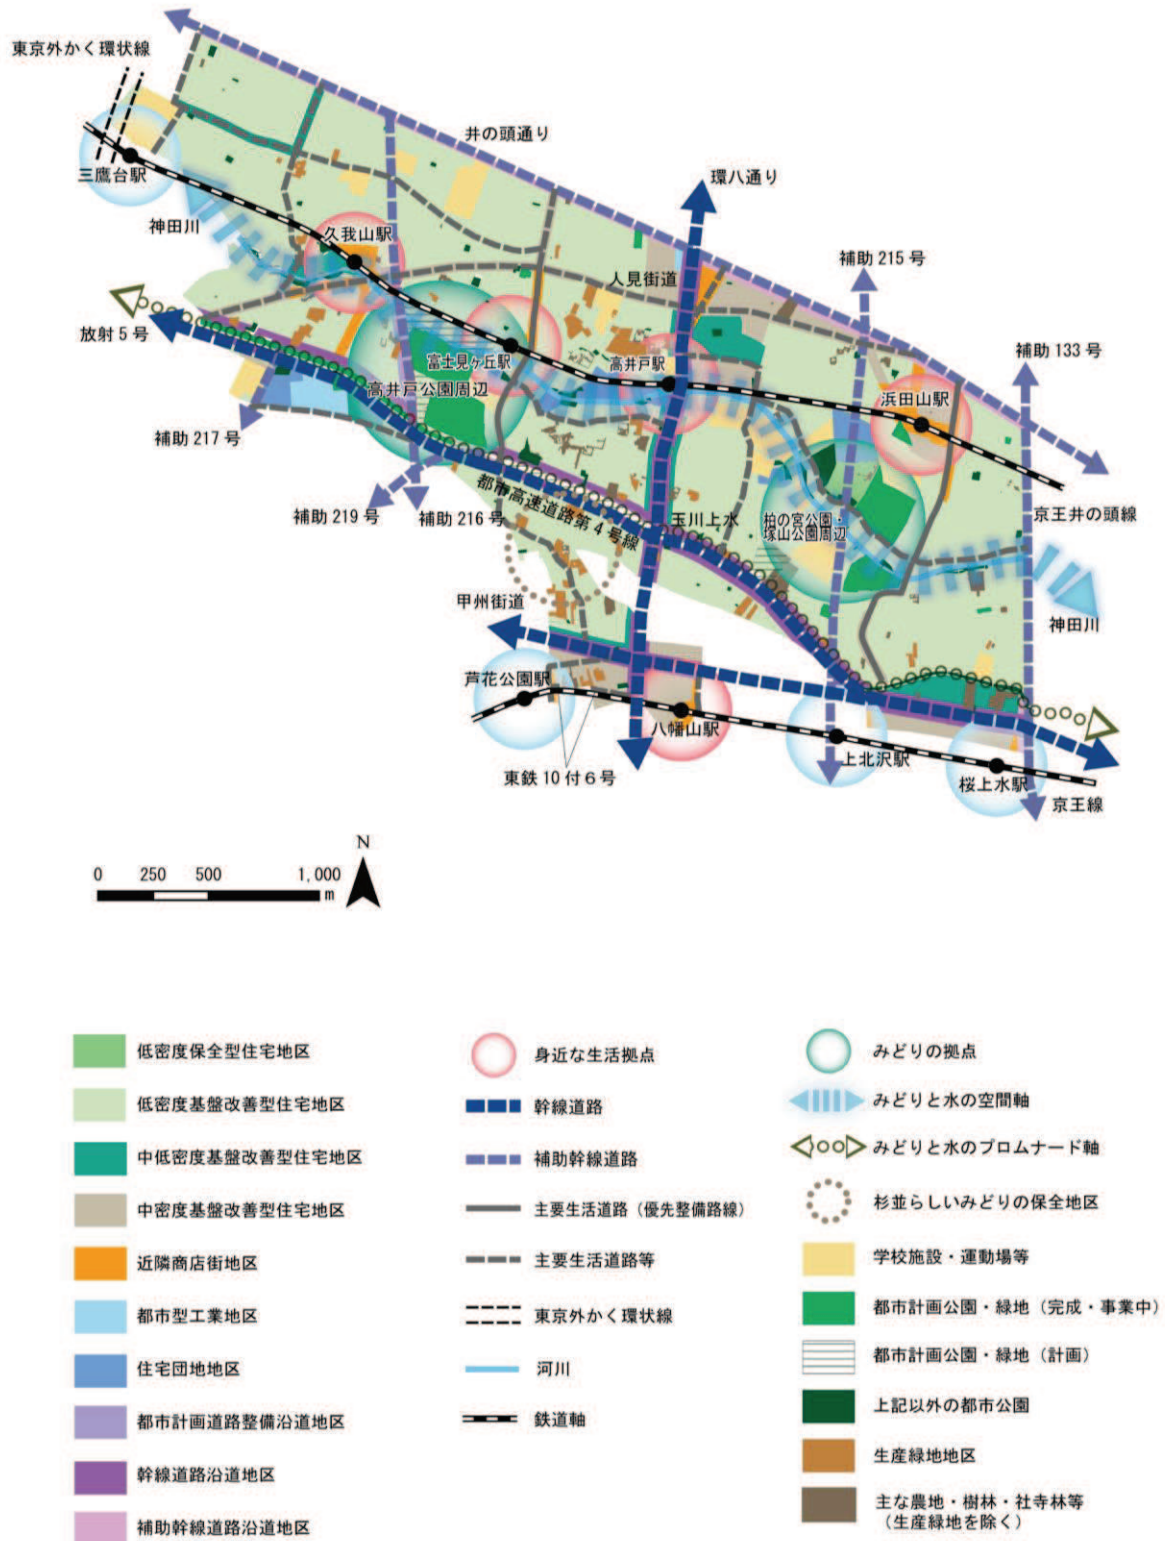 東京外かく環状線
井の頭通り
環八通り
三鷹台駅
神田川
久我山駅
人見街道
補助 215 号
放射 5 号
補助 133 号
富士見ヶ丘駅
高井戸駅
高井戸公園周辺
浜田山駅
補助 217 号
補助 219 号
補助 216 号
都市高速道路第 4 号線
玉川上水
柏の宮公園・
塚山公園周辺
京王井の頭線
甲州街道
神田川
芦花公園駅
八幡山駅
上北沢駅
桜上水駅
東鉄 10 付 6 号
京王線
N
0 250 500 1,000
m
低密度保全型住宅地区
低密度基盤改善型住宅地区
中低密度基盤改善型住宅地区
中密度基盤改善型住宅地区
近隣商店街地区
都市型工業地区
住宅団地地区
都市計画道路整備沿道地区
幹線道路沿道地区
補助幹線道路沿道地区
身近な生活拠点
幹線道路
補助幹線道路
主要生活道路（優先整備路線）
主要生活道路等
東京外かく環状線
河川
鉄道軸
みどりの拠点
みどりと水の空間軸
みどりと水のプロムナード軸
杉並らしいみどりの保全地区
学校施設・運動場等
都市計画公園・緑地（完成・事業中）
都市計画公園・緑地（計画）
上記以外の都市公園
生産緑地地区
主な農地・樹林・社寺林等
（生産緑地を除く）